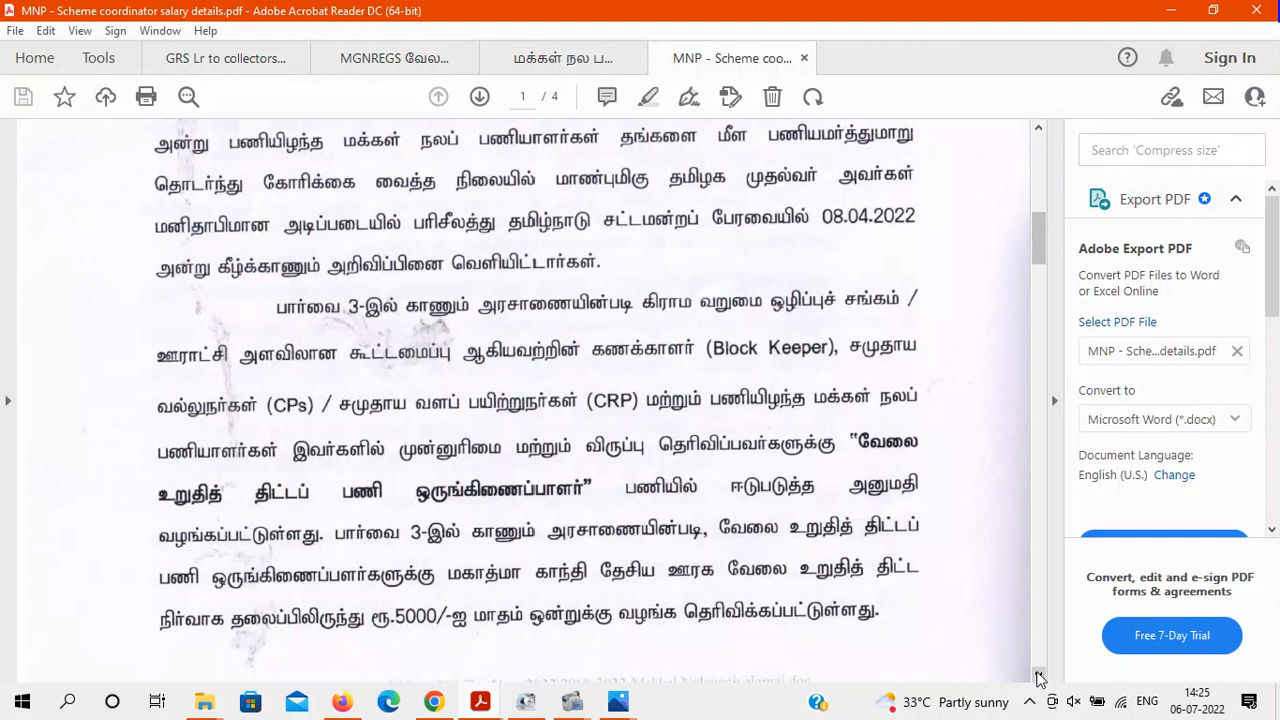 MNP - Scheme coordinator salary details.pdf - Adobe Acrobat Reader DC (64-bit)
File Edit View Sign Window Help
Home Tools GRS Lr to collectors... MGNREGS வேல... மக்கள் நல ப... MNP - Scheme coo... Sign In
1 / 4
Search 'Compress size'
அன்று பணியிழந்த மக்கள் நலப் பணியாளர்கள் தங்களை மீள பணியமர்த்துமாறு
தொடர்ந்து கோரிக்கை வைத்த நிலையில் மாண்புமிகு தமிழக முதல்வர் அவர்கள்
மனிதாபிமான அடிப்படையில் பரிசீலத்து தமிழ்நாடு சட்டமன்றப் பேரவையில் 08.04.2022
அன்று கீழ்க்காணும் அறிவிப்பினை வெளியிட்டார்கள்.
பார்வை 3-இல் காணும் அரசாணையின்படி கிராம வறுமை ஒழிப்புச் சங்கம் /
ஊராட்சி அளவிலான கூட்டமைப்பு ஆகியவற்றின் கணக்காளர் (Block Keeper), சமுதாய
வல்லுநர்கள் (CPs) / சமுதாய வளப் பயிற்றுநர்கள் (CRP) மற்றும் பணியிழந்த மக்கள் நலப்
பணியாளர்கள் இவர்களில் முன்னுரிமை மற்றும் விருப்பு தெரிவிப்பவர்களுக்கு "வேலை
உறுதித் திட்டப் பணி ஒருங்கிணைப்பாளர்" பணியில் ஈடுபடுத்த அனுமதி
வழங்கப்பட்டுள்ளது. பார்வை 3-இல் காணும் அரசாணையின்படி, வேலை உறுதித் திட்டப்
பணி ஒருங்கிணைப்பளர்களுக்கு மகாத்மா காந்தி தேசிய ஊரக வேலை உறுதித் திட்ட
நிர்வாக தலைப்பிலிருந்து ரூ.5000/-ஐ மாதம் ஒன்றுக்கு வழங்க தெரிவிக்கப்பட்டுள்ளது.
Export PDF
Adobe Export PDF
Convert PDF Files to Word
or Excel Online
Select PDF File
MNP - Sche...details.pdf
Convert to
Microsoft Word (*.docx)
Document Language:
English (U.S.) Change
Convert, edit and e-sign PDF
forms & agreements
Free 7-Day Trial
33°C Partly sunny ENG 4:25
06-07-2022